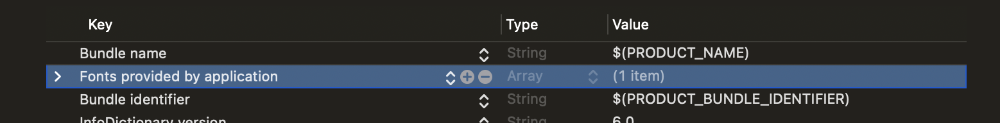 Key Type Value
Bundle name String $(PRODUCT_NAME)
Fonts provided by application Array (1 item)
Bundle identifier String $(PRODUCT_BUNDLE_IDENTIFIER)
InfoDictionary version String 6.0